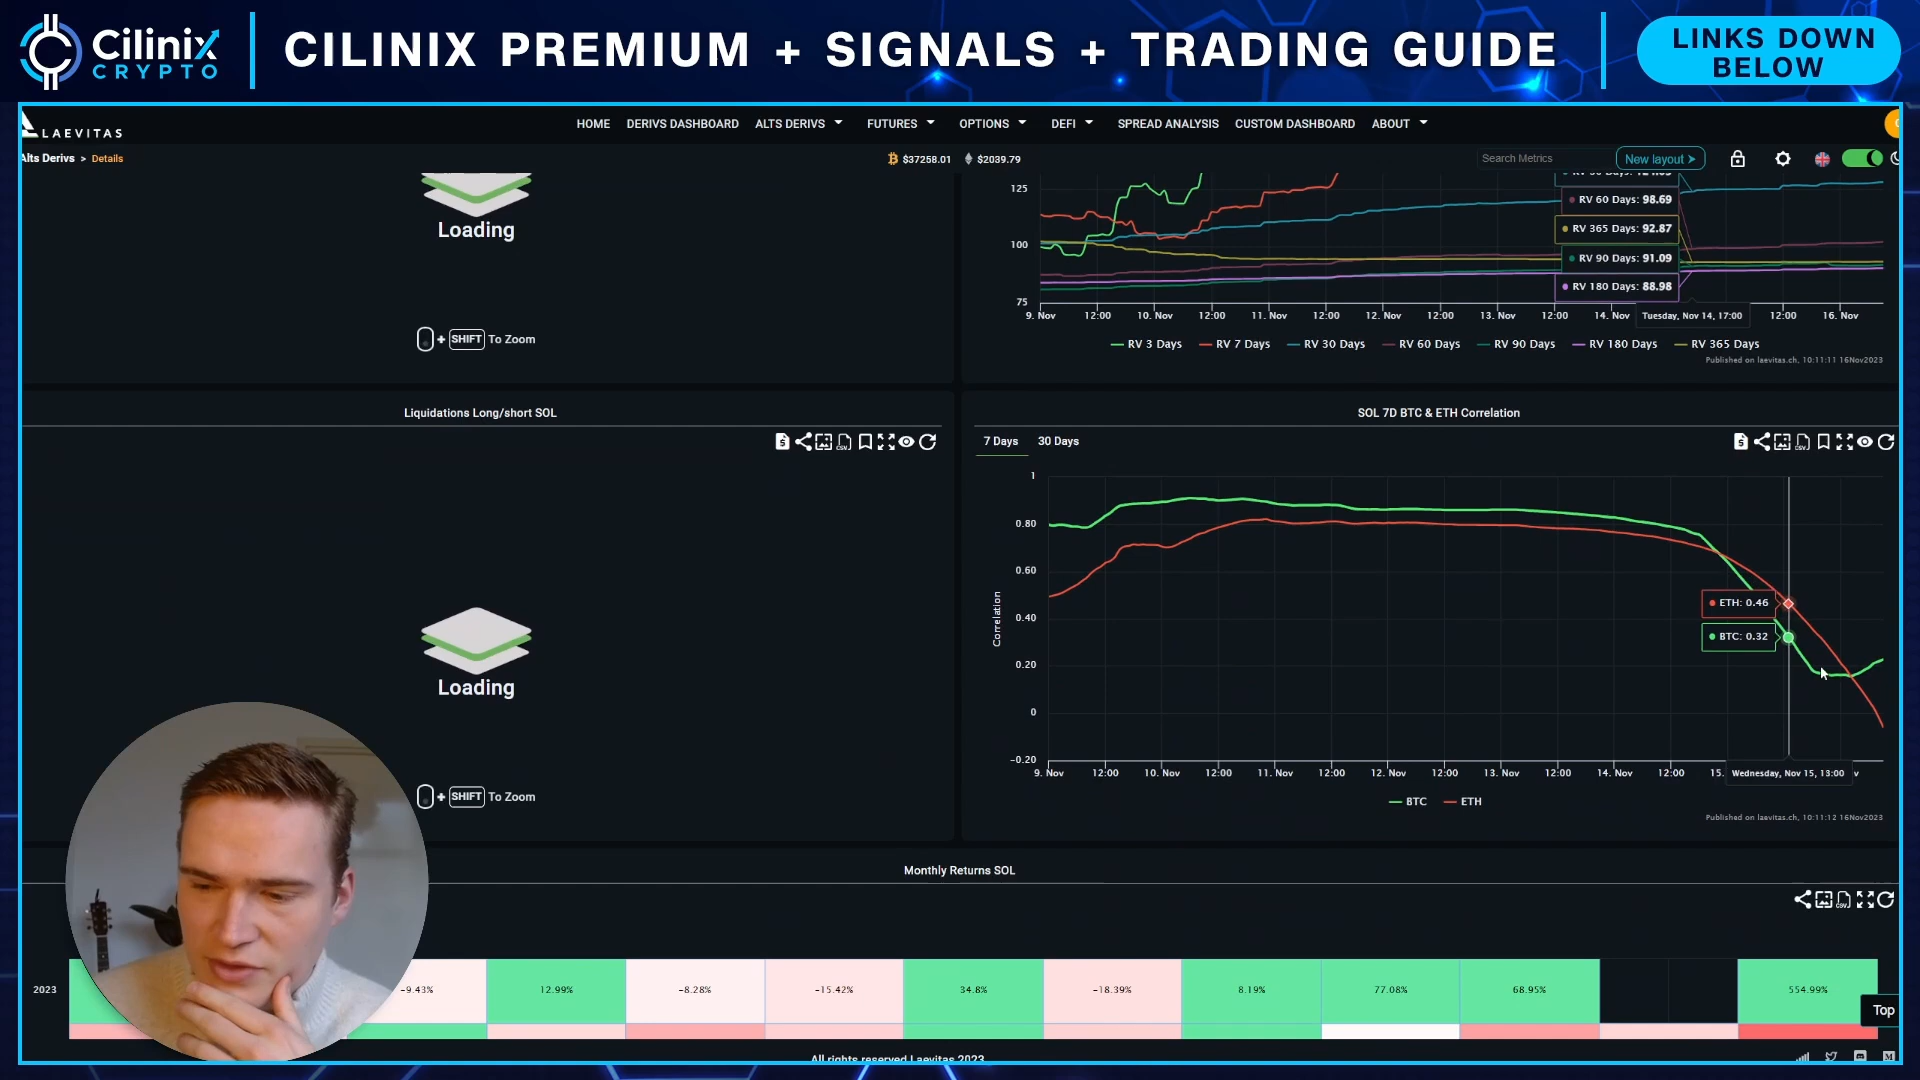 Cilinix
CRYPTO
CILINIX PREMIUM + SIGNALS + TRADING GUIDE
LINKS DOWN
BELOW
LAEVITAS
HOME DERIVS DASHBOARD ALTS DERIVS FUTURES OPTIONS DEFI SPREAD ANALYSIS CUSTOM DASHBOARD ABOUT
Alts Derivs > Details
$37258.01 $2039.79
Search Metrics
New layout
Loading
+ SHIFT To Zoom
125
100
75
RV 60 Days: 98.69
RV 365 Days: 92.87
RV 90 Days: 91.09
RV 180 Days: 88.98
9. Nov 12:00 10. Nov 12:00 11. Nov 12:00 12. Nov 12:00 13. Nov 12:00 14. Nov Tuesday, Nov 14, 17:00 12:00 16. Nov
RV 3 Days RV 7 Days RV 30 Days RV 60 Days RV 90 Days RV 180 Days RV 365 Days
Published on laevitas.ch, 10:11:11 16Nov2023
Liquidations Long/short SOL
CSV
Loading
+ SHIFT To Zoom
SOL 7D BTC & ETH Correlation
7 Days 30 Days
CSV
Correlation
1
0.80
0.60
0.40
0.20
0
-0.20
ETH: 0.46
BTC: 0.32
9. Nov 12:00 10. Nov 12:00 11. Nov 12:00 12. Nov 12:00 13. Nov 12:00 14. Nov 12:00 15. Wednesday, Nov 15, 13:00 v
BTC ETH
Published on laevitas.ch, 10:11:12 16Nov2023
Monthly Returns SOL
CSV
2023 -9.43% 12.99% -8.28% -15.42% 34.8% -18.39% 8.19% 77.08% 68.95% 554.99%
Top
All rights reserved Laevitas 2023